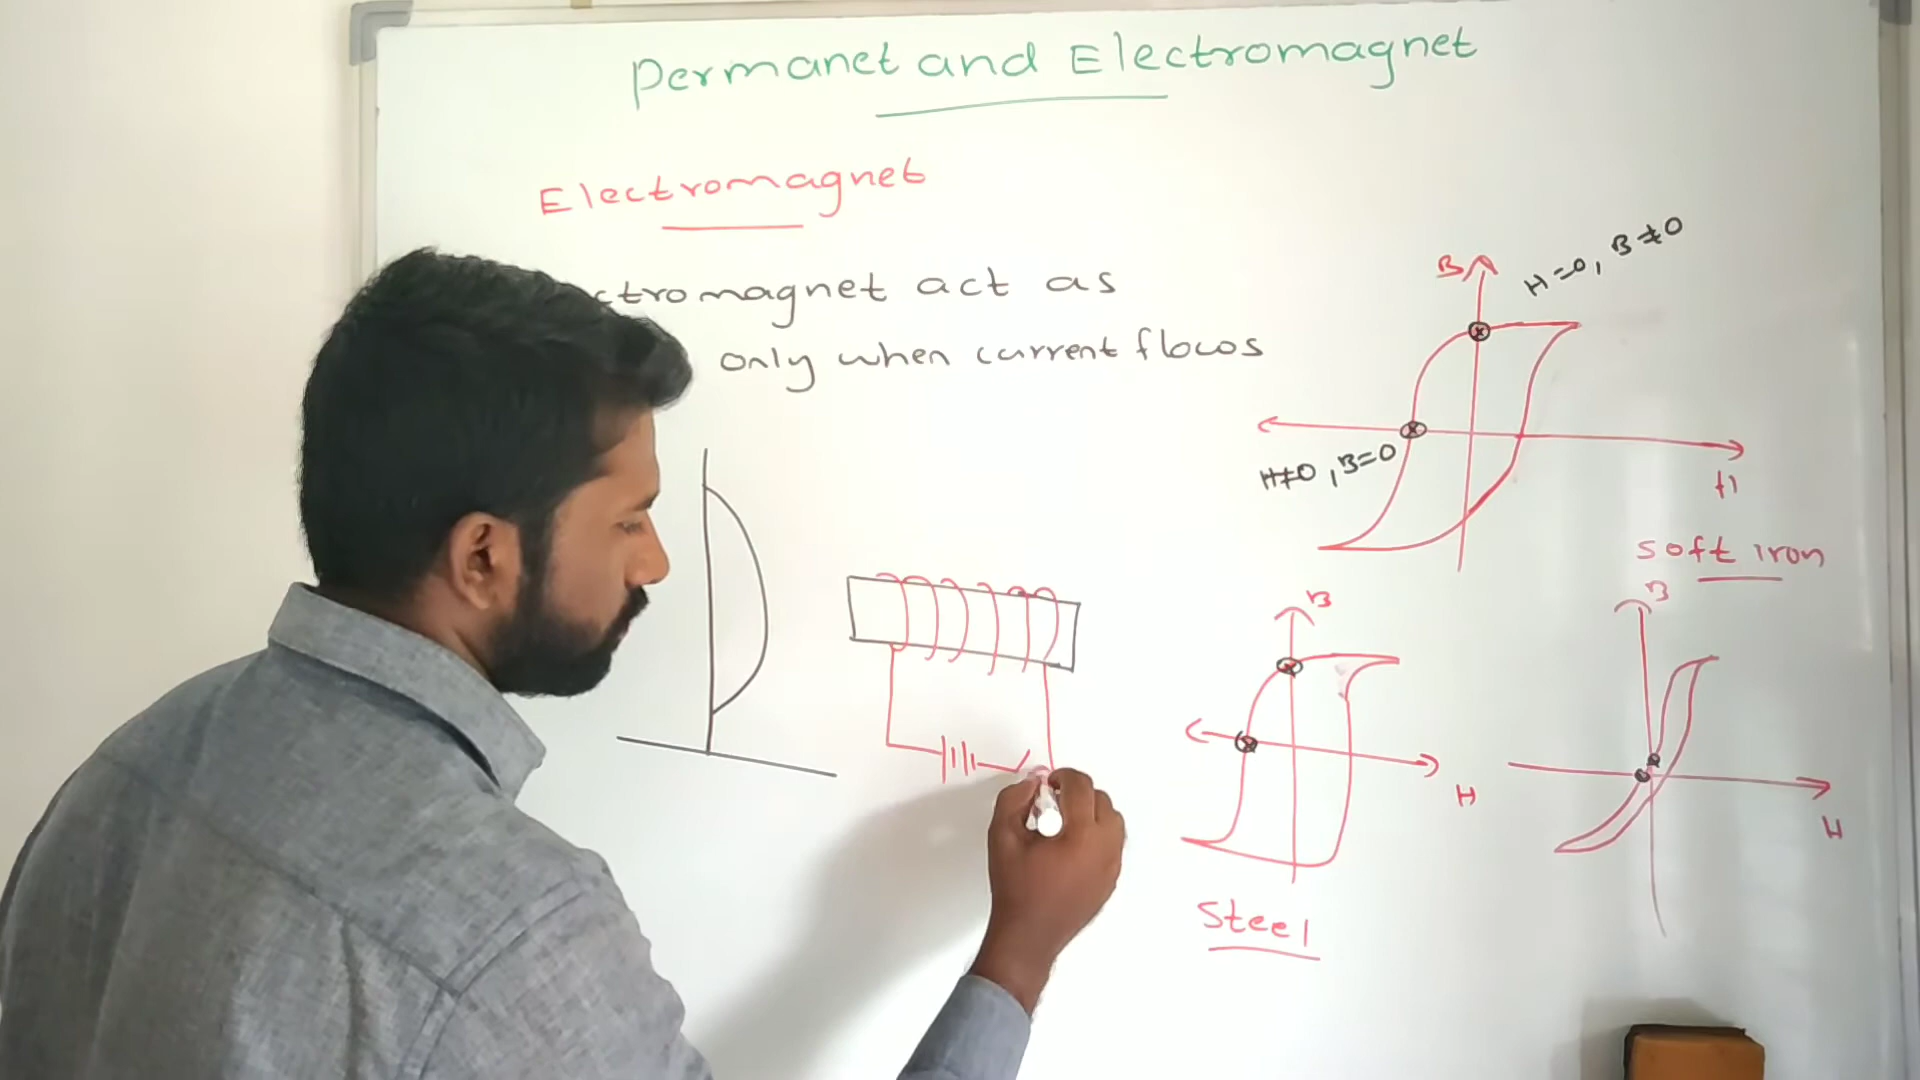 Permanet and Electromagnet
Electromagnet
ctromagnet act as
only when current flows
B
H=0, B≠0
H≠0, B=0
H
Soft iron
B
H
Steel
B
H